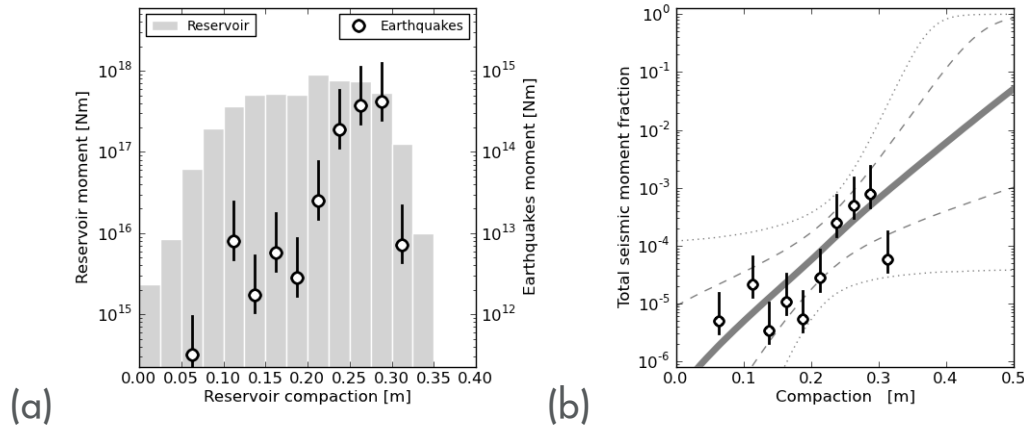 Reservoir
Earthquakes
10^18
10^17
10^16
10^15
Reservoir moment [Nm]
10^15
10^14
10^13
10^12
Earthquakes moment [Nm]
0.00 0.05 0.10 0.15 0.20 0.25 0.30 0.35 0.40
Reservoir compaction [m]
(a)
10^0
10^-1
10^-2
10^-3
10^-4
10^-5
10^-6
Total seismic moment fraction
0.0 0.1 0.2 0.3 0.4 0.5
Compaction [m]
(b)